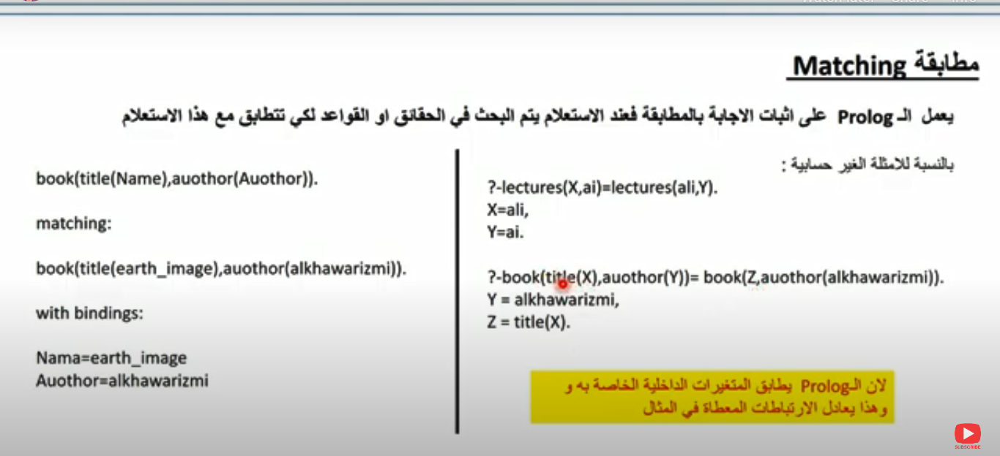 مطابقة Matching
يعمل الـ Prolog على اثبات الاجابة بالمطابقة فعند الاستعلام يتم البحث في الحقائق او القواعد لكي تتطابق مع هذا الاستعلام
بالنسبة للامثلة الغير حسابية :
?-lectures(X,ai)=lectures(ali,Y).
X=ali,
Y=ai.
?-book(title(X),auothor(Y))= book(Z,auothor(alkhawarizmi)).
Y = alkhawarizmi,
Z = title(X).
لان الـProlog يطابق المتغيرات الداخلية الخاصة به و
وهذا يعادل الارتباطات المعطاة في المثال
book(title(Name),auothor(Auothor)).
matching:
book(title(earth_image),auothor(alkhawarizmi)).
with bindings:
Nama=earth_image
Auothor=alkhawarizmi
SUBSCRIBE